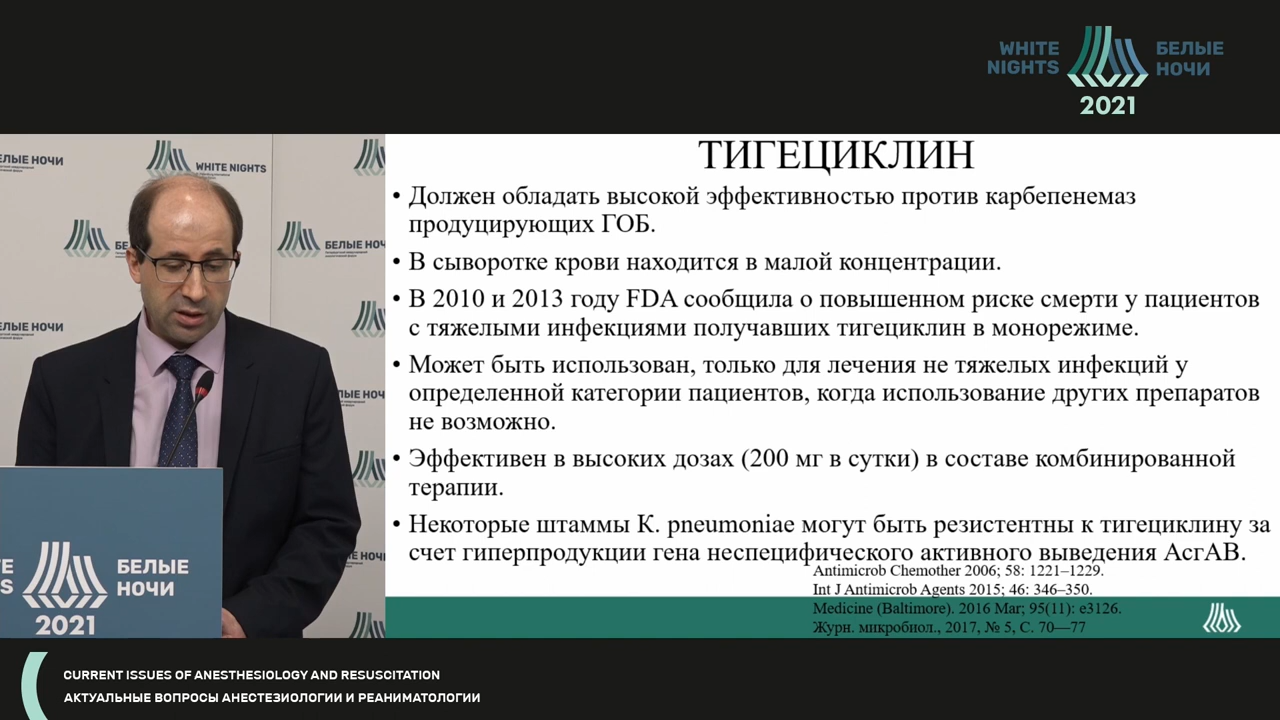 WHITE NIGHTS
БЕЛЫЕ НОЧИ
2021
ЕЛЫЕ НОЧИ
WHITE NIGHTS
БЕЛЫЕ НОЧ
ЕЛЫЕ НОЧИ
БЕЛЫЕ
НОЧИ
2021
ТИГЕЦИКЛИН
• Должен обладать высокой эффективностью против карбепенемаз
продуцирующих ГОБ.
• В сыворотке крови находится в малой концентрации.
• В 2010 и 2013 году FDA сообщила о повышенном риске смерти у пациентов
с тяжелыми инфекциями получавших тигециклин в монорежиме.
• Может быть использован, только для лечения не тяжелых инфекций у
определенной категории пациентов, когда использование других препаратов
не возможно.
• Эффективен в высоких дозах (200 мг в сутки) в составе комбинированной
терапии.
• Некоторые штаммы K. pneumoniae могут быть резистентны к тигециклину за
счет гиперпродукции гена неспецифического активного выведения АсгАВ.
Antimicrob Chemother 2006; 58: 1221–1229.
Int J Antimicrob Agents 2015; 46: 346–350.
Medicine (Baltimore). 2016 Mar; 95(11): e3126.
Журн. микробиол., 2017, № 5, С. 70—77
CURRENT ISSUES OF ANESTHESIOLOGY AND RESUSCITATION
АКТУАЛЬНЫЕ ВОПРОСЫ АНЕСТЕЗИОЛОГИИ И РЕАНИМАТОЛОГИИ